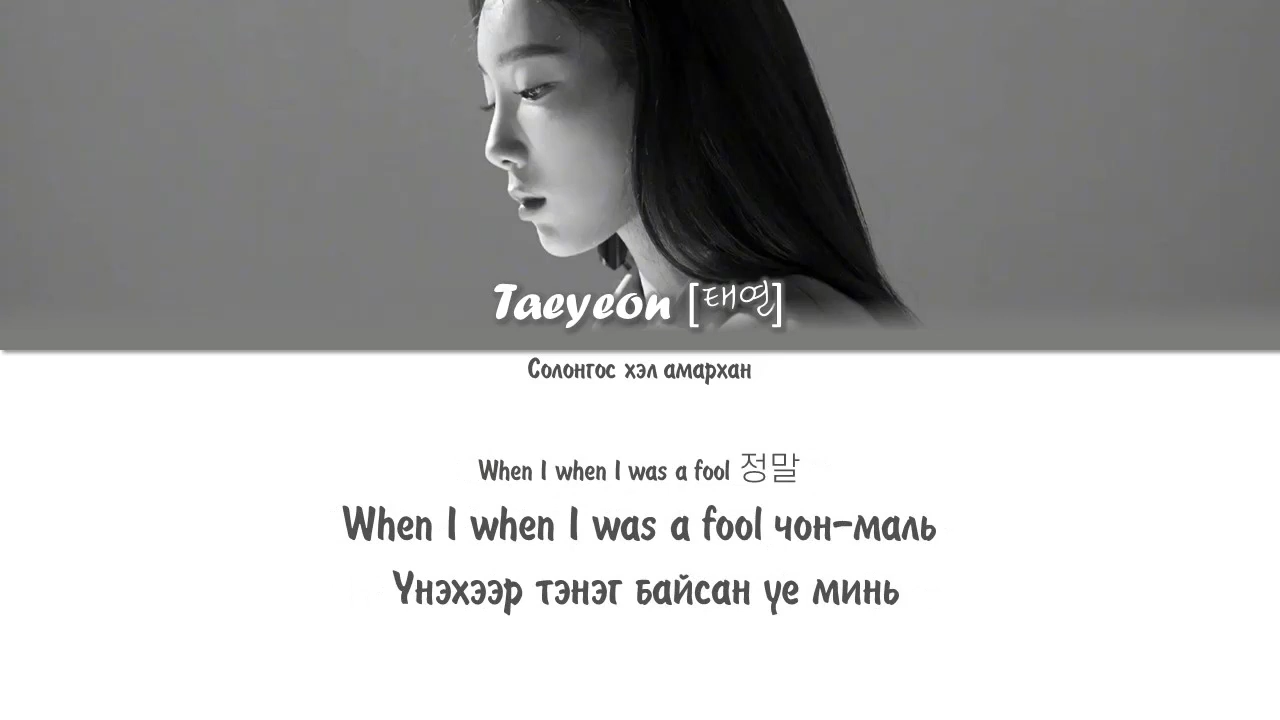 Taeyeon [태연]
Солонгос хэл амархан
When I when I was a fool 정말
When I when I was a fool чон-маль
Үнэхээр тэнэг байсан үе минь